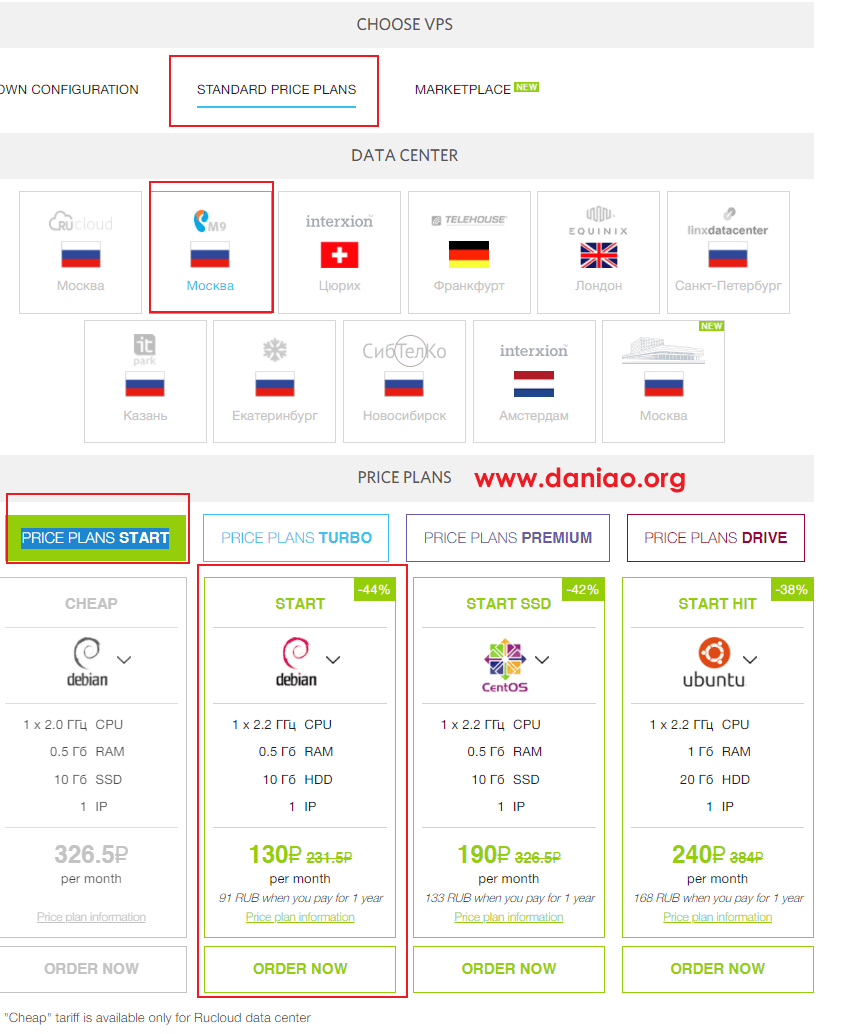 CHOOSE VPS
OWN CONFIGURATION STANDARD PRICE PLANS MARKETPLACE NEW
DATA CENTER
RUcloud M9 interxion™ TELEHOUSE EQUINIX linxdatacenter
Москва Москва Цюрих Франкфурт Лондон Санкт-Петербург
NEW
it park СибТелКо interxion™
Казань Екатеринбург Новосибирск Амстердам Москва
PRICE PLANS www.daniao.org
PRICE PLANS START PRICE PLANS TURBO PRICE PLANS PREMIUM PRICE PLANS DRIVE
-44% -42% -38%
CHEAP START START SSD START HIT
debian debian CentOS ubuntu
1 x 2.0 ГГц CPU 1 x 2.2 ГГц CPU 1 x 2.2 ГГц CPU 1 x 2.2 ГГц CPU
0.5 Гб RAM 0.5 Гб RAM 0.5 Гб RAM 1 Гб RAM
10 Гб SSD 10 Гб HDD 10 Гб SSD 20 Гб HDD
1 IP 1 IP 1 IP 1 IP
326.5₽ 130₽ 231.5₽ 190₽ 326.5₽ 240₽ 384₽
per month per month per month per month
91 RUB when you pay for 1 year 133 RUB when you pay for 1 year 168 RUB when you pay for 1 year
Price plan information Price plan information Price plan information Price plan information
ORDER NOW ORDER NOW ORDER NOW ORDER NOW
"Cheap" tariff is available only for Rucloud data center